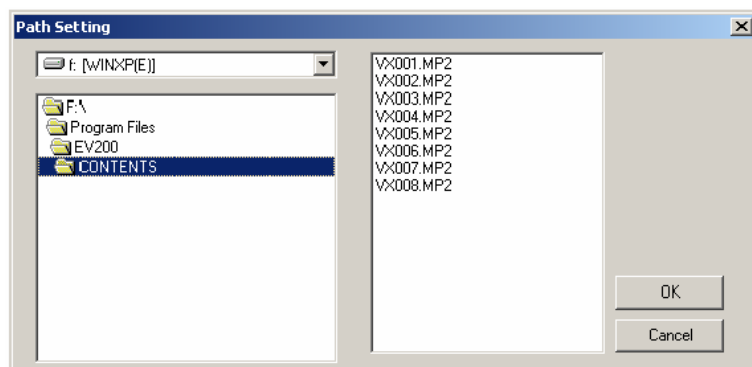 Path Setting
f: [WINXP(E)]
F:\
Program Files
EV200
CONTENTS
VX001.MP2
VX002.MP2
VX003.MP2
VX004.MP2
VX005.MP2
VX006.MP2
VX007.MP2
VX008.MP2
OK
Cancel